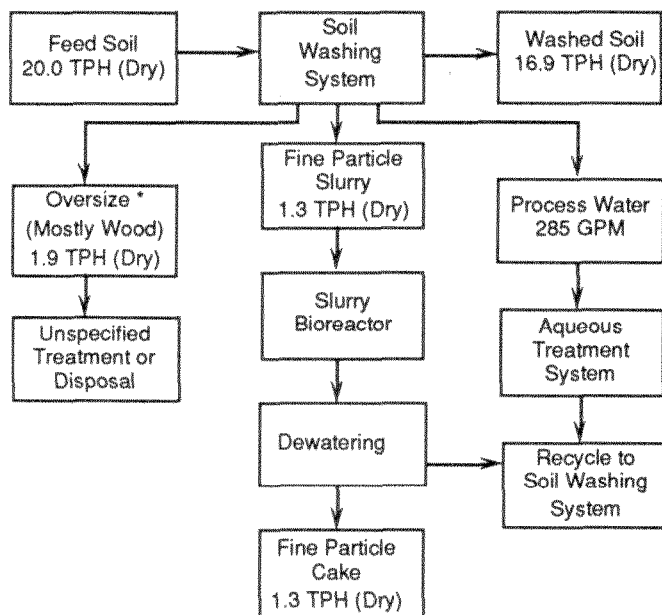 Feed Soil
20.0 TPH (Dry)
Soil
Washing
System
Washed Soil
16.9 TPH (Dry)
Oversize *
(Mostly Wood)
1.9 TPH (Dry)
Fine Particle
Slurry
1.3 TPH (Dry)
Process Water
285 GPM
Unspecified
Treatment or
Disposal
Slurry
Bioreactor
Aqueous
Treatment
System
Dewatering
Recycle to
Soil Washing
System
Fine Particle
Cake
1.3 TPH (Dry)